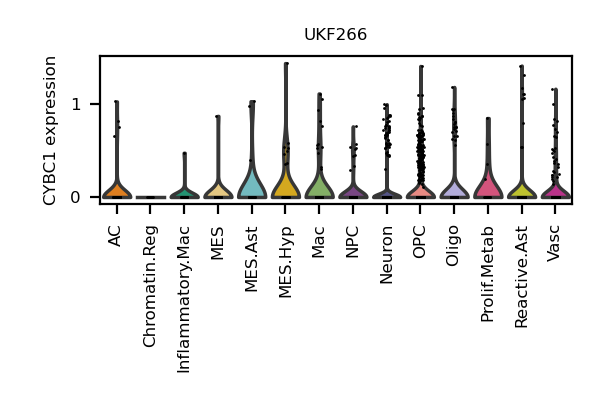 UKF266
CYBC1 expression
1
0
AC
Chromatin.Reg
Inflammatory.Mac
MES
MES.Ast
MES.Hyp
Mac
NPC
Neuron
OPC
Oligo
Prolif.Metab
Reactive.Ast
Vasc